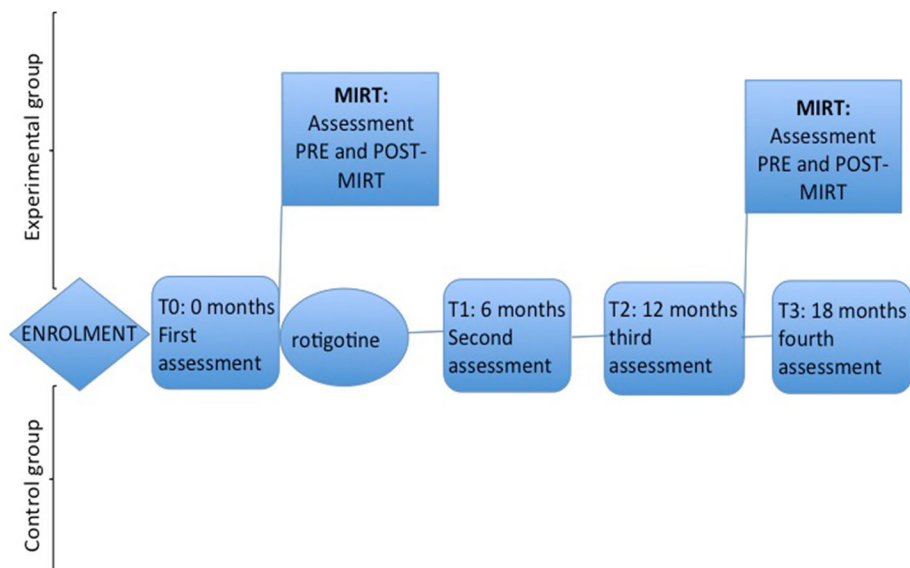 Experimental group
MIRT:
Assessment
PRE and POST-
MIRT
MIRT:
Assessment
PRE and POST-
MIRT
ENROLMENT
T0: 0 months
First
assessment
rotigotine
T1: 6 months
Second
assessment
T2: 12 months
third
assessment
T3: 18 months
fourth
assessment
Control group